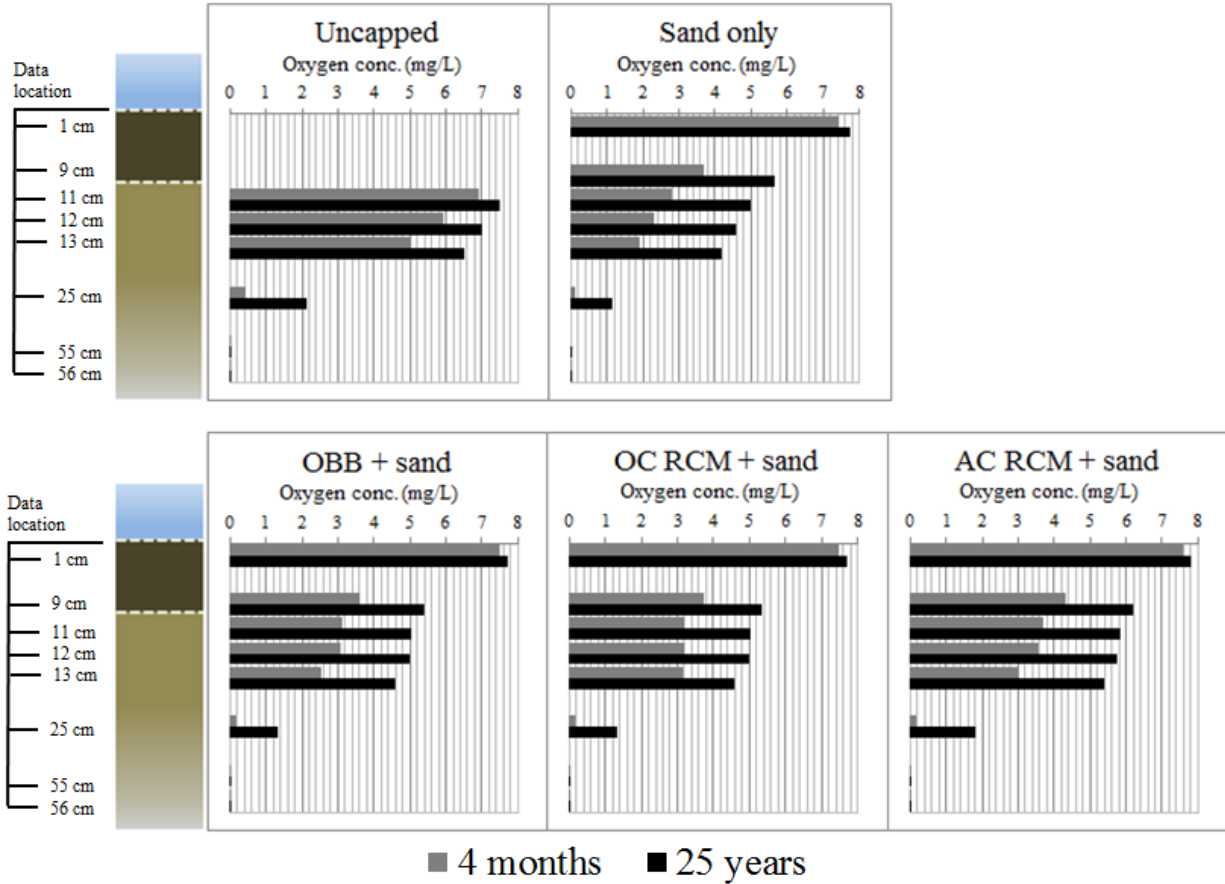 Uncapped
Sand only
Oxygen conc. (mg/L)
Oxygen conc. (mg/L)
Data
location
0 1 2 3 4 5 6 7 8
0 1 2 3 4 5 6 7 8
1 cm
9 cm
11 cm
12 cm
13 cm
25 cm
55 cm
56 cm
OBB + sand
OC RCM + sand
AC RCM + sand
Oxygen conc. (mg/L)
Oxygen conc. (mg/L)
Oxygen conc. (mg/L)
Data
location
0 1 2 3 4 5 6 7 8
0 1 2 3 4 5 6 7 8
0 1 2 3 4 5 6 7 8
1 cm
9 cm
11 cm
12 cm
13 cm
25 cm
55 cm
56 cm
4 months 25 years